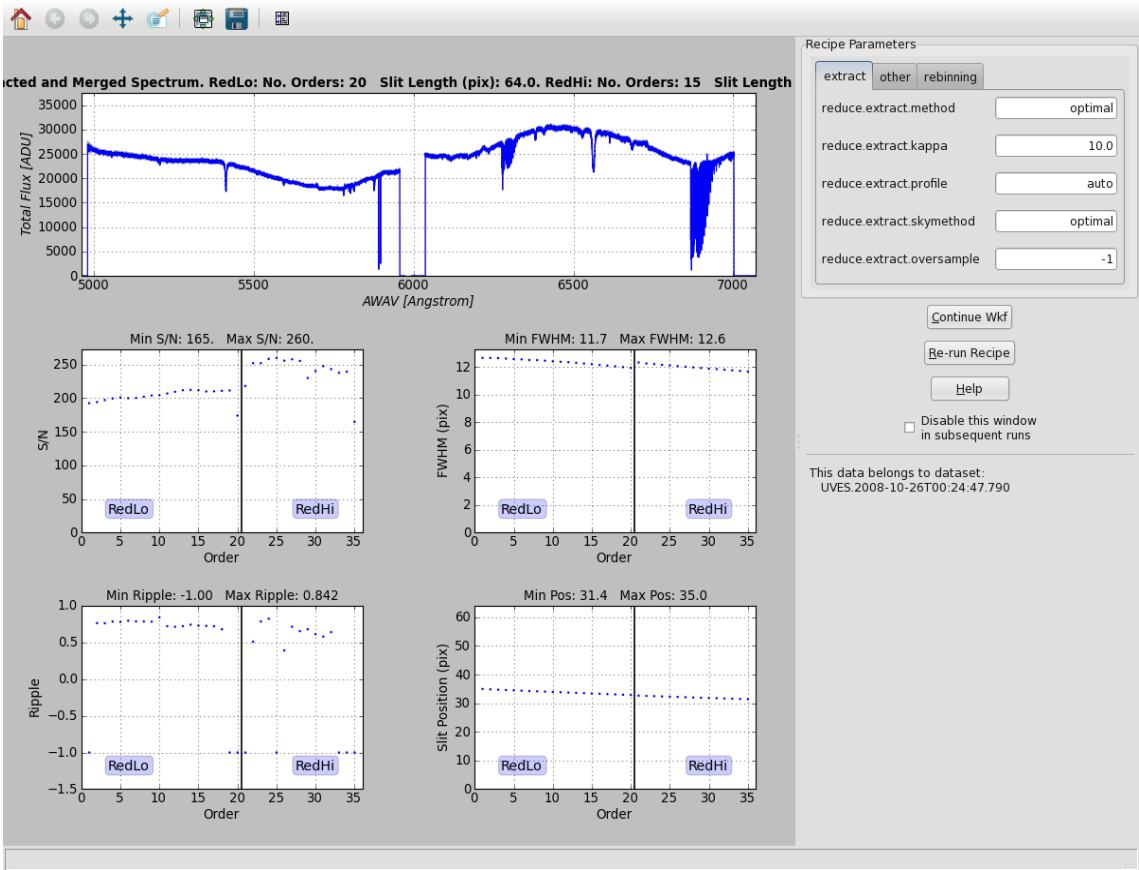 Recipe Parameters
cted and Merged Spectrum. RedLo: No. Orders: 20 Slit Length (pix): 64.0. RedHi: No. Orders: 15 Slit Length
35000
30000
25000
20000
15000
10000
5000
0
Total Flux [ADU]
5000 5500 6000 6500 7000
AWAV [Angstrom]
Min S/N: 165. Max S/N: 260.
250
200
150
100
50
0
S/N
RedLo RedHi
0 5 10 15 20 25 30 35
Order
Min FWHM: 11.7 Max FWHM: 12.6
12
10
8
6
4
2
0
FWHM (pix)
RedLo RedHi
0 5 10 15 20 25 30 35
Order
Min Ripple: -1.00 Max Ripple: 0.842
1.0
0.5
0.0
−0.5
−1.0
−1.5
Ripple
RedLo RedHi
0 5 10 15 20 25 30 35
Order
Min Pos: 31.4 Max Pos: 35.0
60
50
40
30
20
10
0
Slit Position (pix)
RedLo RedHi
0 5 10 15 20 25 30 35
Order
extract other rebinning
reduce.extract.method optimal
reduce.extract.kappa 10.0
reduce.extract.profile auto
reduce.extract.skymethod optimal
reduce.extract.oversample -1
Continue Wkf
Re-run Recipe
Help
Disable this window
in subsequent runs
This data belongs to dataset:
UVES.2008-10-26T00:24:47.790